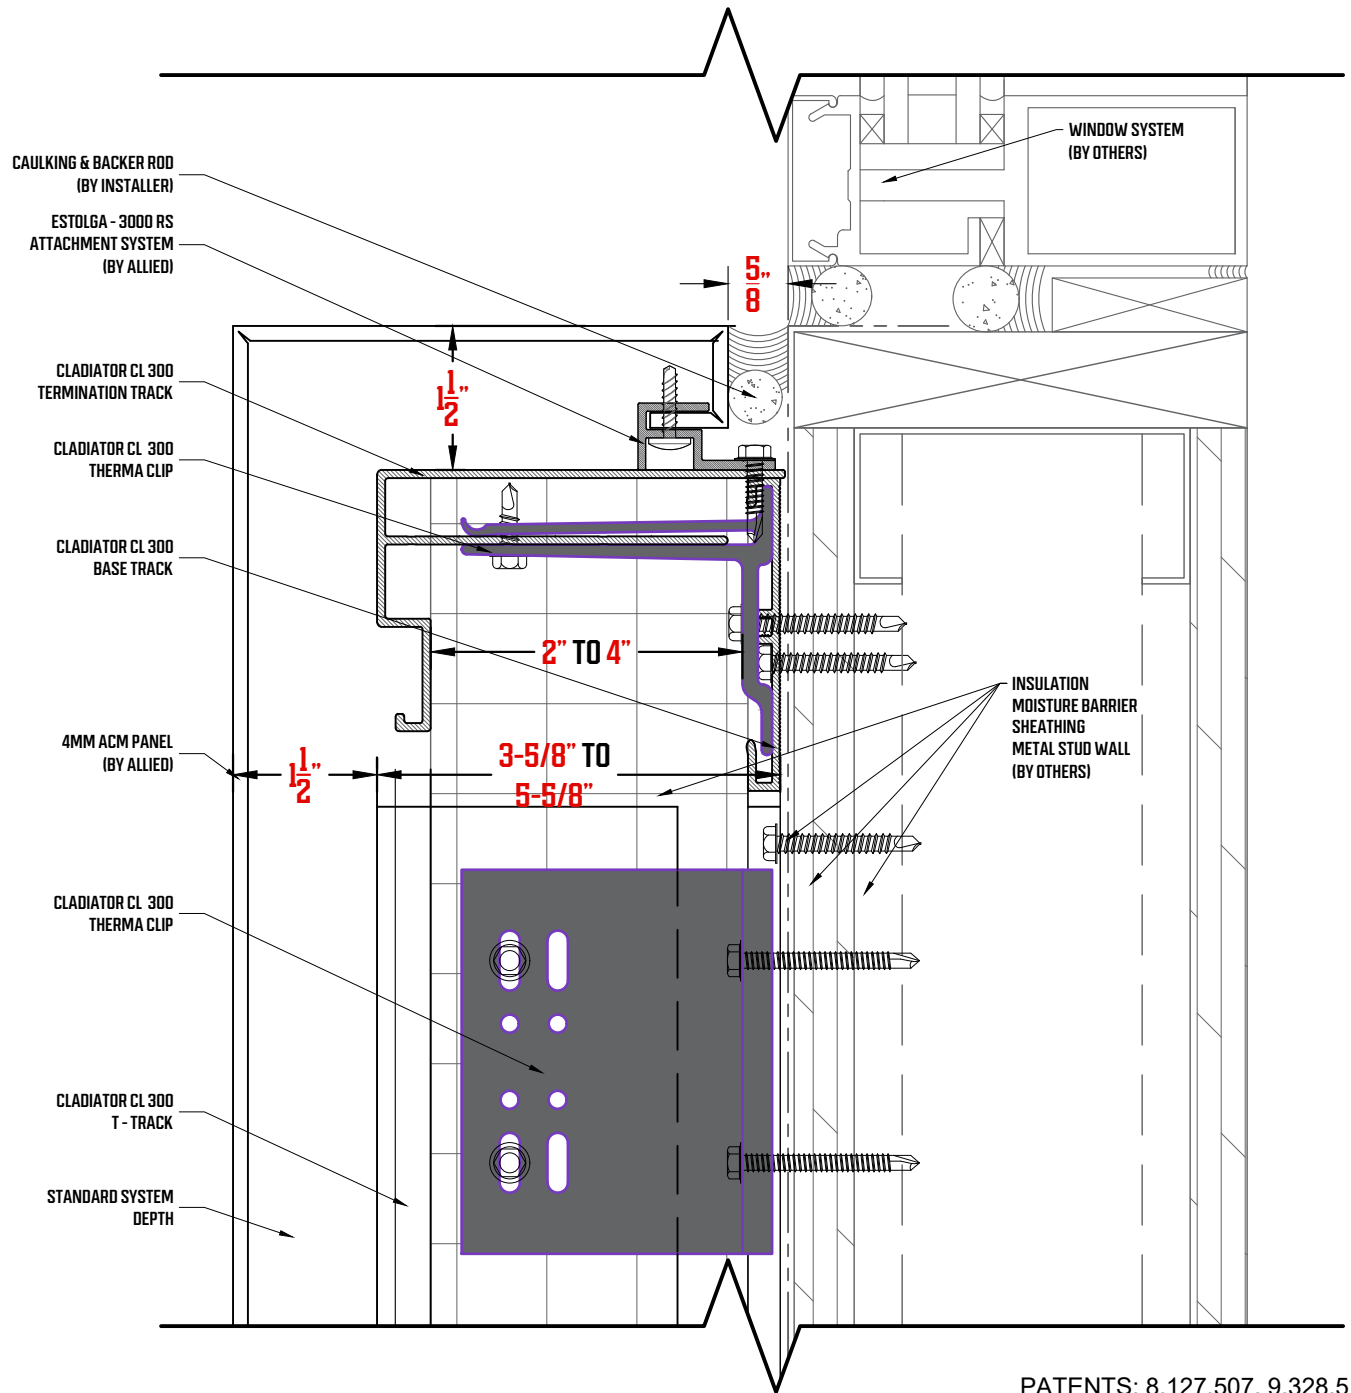 CAULKING & BACKER ROD
(BY INSTALLER)
ESTOLGA - 3000 RS
ATTACHMENT SYSTEM
(BY ALLIED)
CLADIATOR CL 300
TERMINATION TRACK
CLADIATOR CL 300
THERMA CLIP
CLADIATOR CL 300
BASE TRACK
4MM ACM PANEL
(BY ALLIED)
CLADIATOR CL 300
THERMA CLIP
CLADIATOR CL 300
T - TRACK
STANDARD SYSTEM
DEPTH
5/8"
1 1/2"
2" TO 4"
1 1/2"
3-5/8" TO
5-5/8"
WINDOW SYSTEM
(BY OTHERS)
INSULATION
MOISTURE BARRIER
SHEATHING
METAL STUD WALL
(BY OTHERS)
PATENTS: 8,127,507, 9,328,5